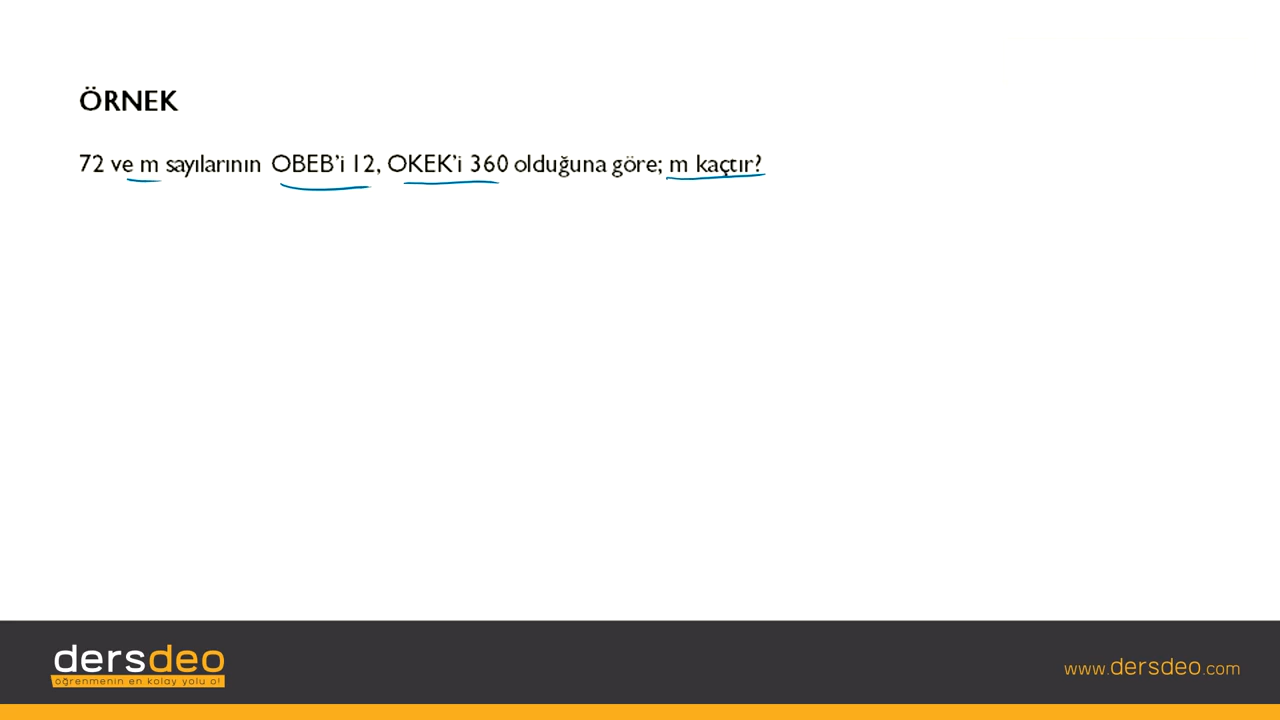 ÖRNEK
72 ve m sayılarının OBEB'i 12, OKEK'i 360 olduğuna göre; m kaçtır?
dersdeo
öğrenmenin en kolay yolu o!
www.dersdeo.com